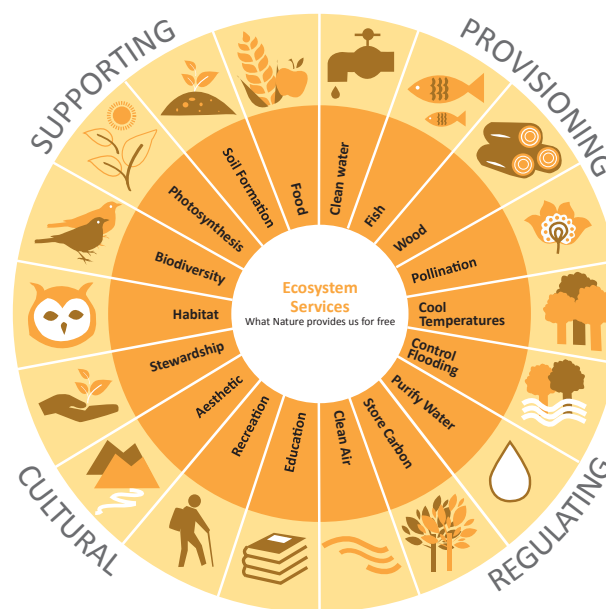 SUPPORTING
PROVISIONING
REGULATING
CULTURAL
Ecosystem
Services
What Nature provides us for free
Food
Clean water
Fish
Wood
Pollination
Cool
Temperatures
Control
Flooding
Purify Water
Store Carbon
Clean Air
Education
Recreation
Aesthetic
Stewardship
Habitat
Biodiversity
Photosynthesis
Soil Formation